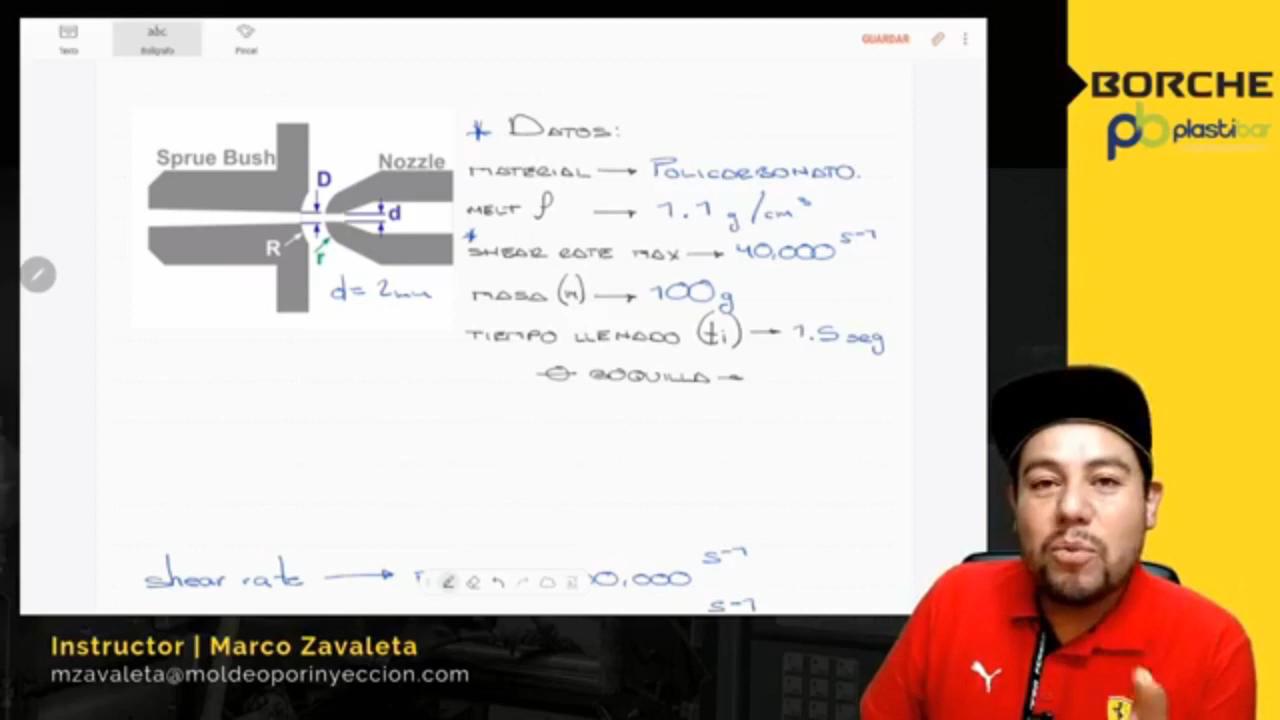 Texto
abc
Bolígrafo
Pincel
GUARDAR
BORCHE
pb plastibar
Sprue Bush
Nozzle
D
d
R
r
d = 2mm
* DATOS:
MATERIAL → POLICARBONATO.
MELT ρ → 1.1 g/cm³
* SHEAR RATE MAX → 40,000 s-1
MASA (m) → 100g
TIEMPO LLENADO (ti) → 1.5 seg
BOQUILLA →
shear rate →
0,000 s-1
s-1
Instructor | Marco Zavaleta
mzavaleta@moldeoporinyeccion.com